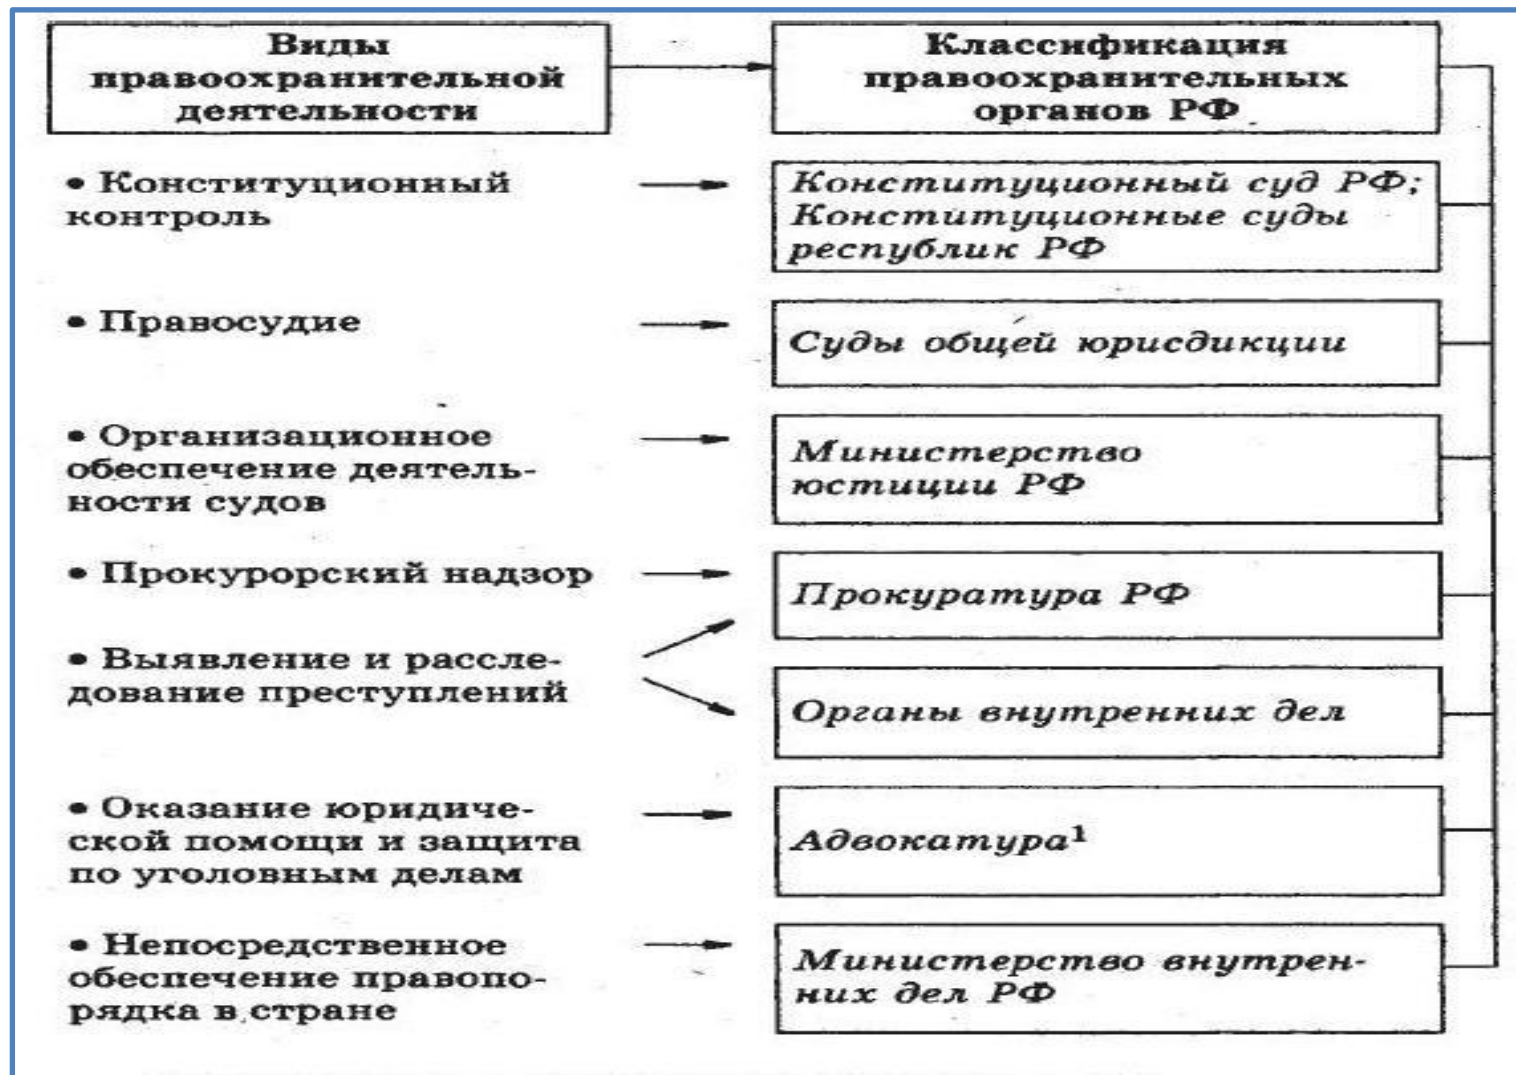 Виды
правоохранительной
деятельности
Классификация
правоохранительных
органов РФ
• Конституционный
контроль
Конституционный суд РФ;
Конституционные суды
республик РФ
• Правосудие
Суды общей юрисдикции
• Организационное
обеспечение деятель-
ности судов
Министерство
юстиции РФ
• Прокурорский надзор
Прокуратура РФ
• Выявление и рассле-
дование преступлений
Органы внутренних дел
• Оказание юридиче-
ской помощи и защита
по уголовным делам
Адвокатура¹
• Непосредственное
обеспечение правопо-
рядка в стране
Министерство внутрен-
них дел РФ